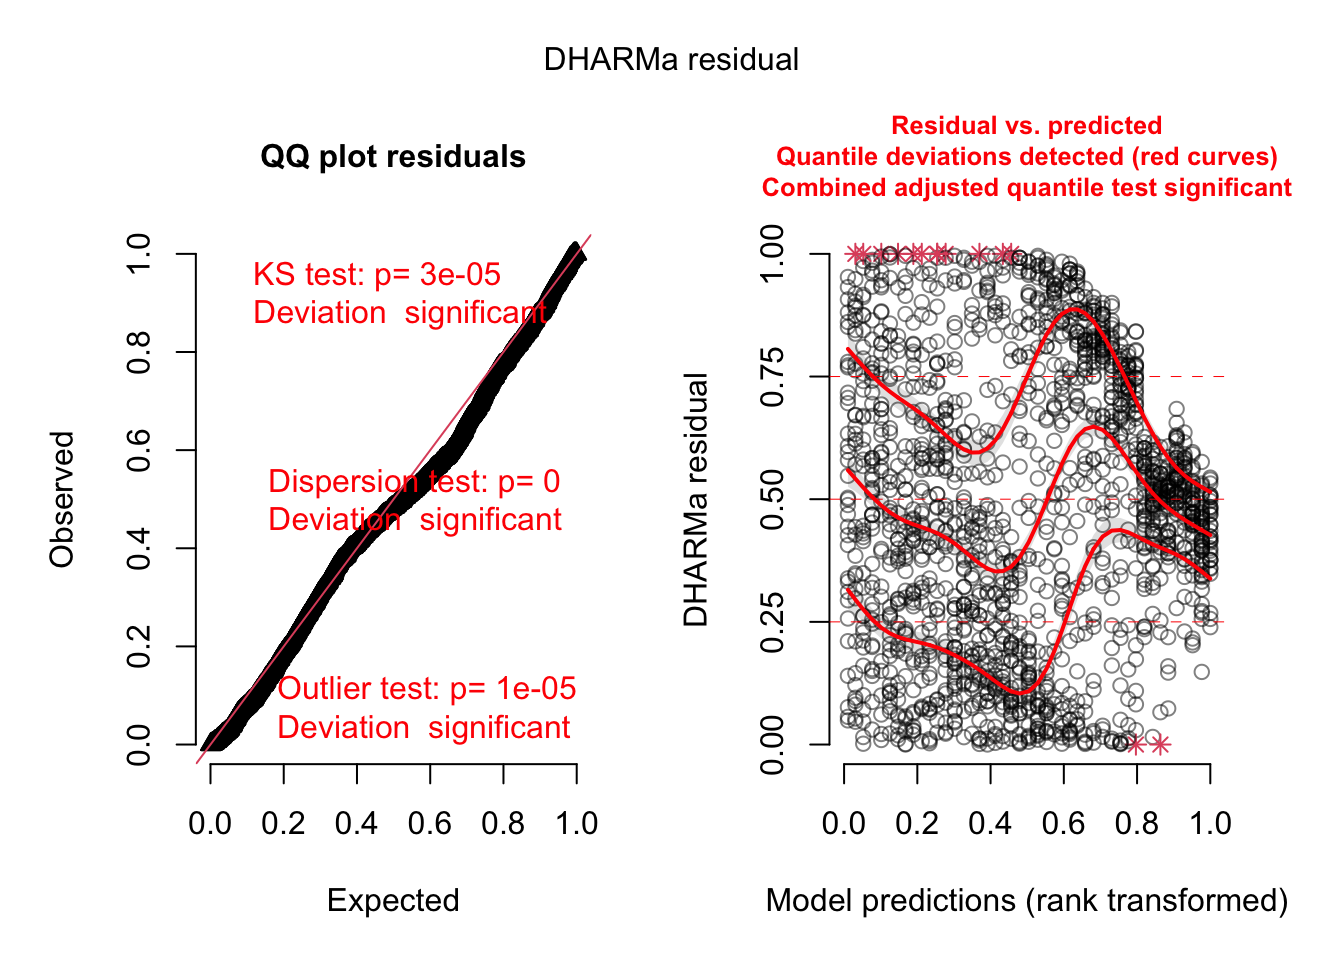 DHARMa residual
QQ plot residuals
KS test: p= 3e-05
Deviation  significant
Dispersion test: p= 0
Deviation  significant
Outlier test: p= 1e-05
Deviation  significant
Observed
0.0 0.2 0.4 0.6 0.8 1.0
0.0 0.2 0.4 0.6 0.8 1.0
Expected
Residual vs. predicted
Quantile deviations detected (red curves)
Combined adjusted quantile test significant
DHARMa residual
0.00 0.25 0.50 0.75 1.00
0.0 0.2 0.4 0.6 0.8 1.0
Model predictions (rank transformed)